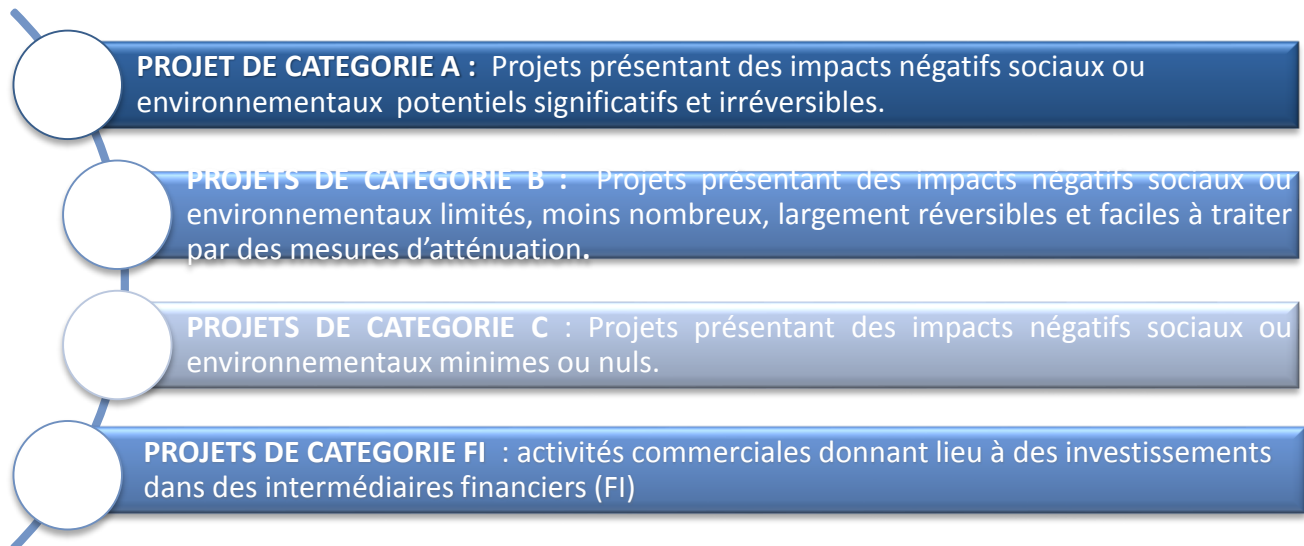 PROJET DE CATEGORIE A : Projets présentant des impacts négatifs sociaux ou
environnementaux potentiels significatifs et irréversibles.
PROJETS DE CATEGORIE B : Projets présentant des impacts négatifs sociaux ou
environnementaux limités, moins nombreux, largement réversibles et faciles à traiter
par des mesures d’atténuation.
PROJETS DE CATEGORIE C : Projets présentant des impacts négatifs sociaux ou
environnementaux minimes ou nuls.
PROJETS DE CATEGORIE FI : activités commerciales donnant lieu à des investissements
dans des intermédiaires financiers (FI)